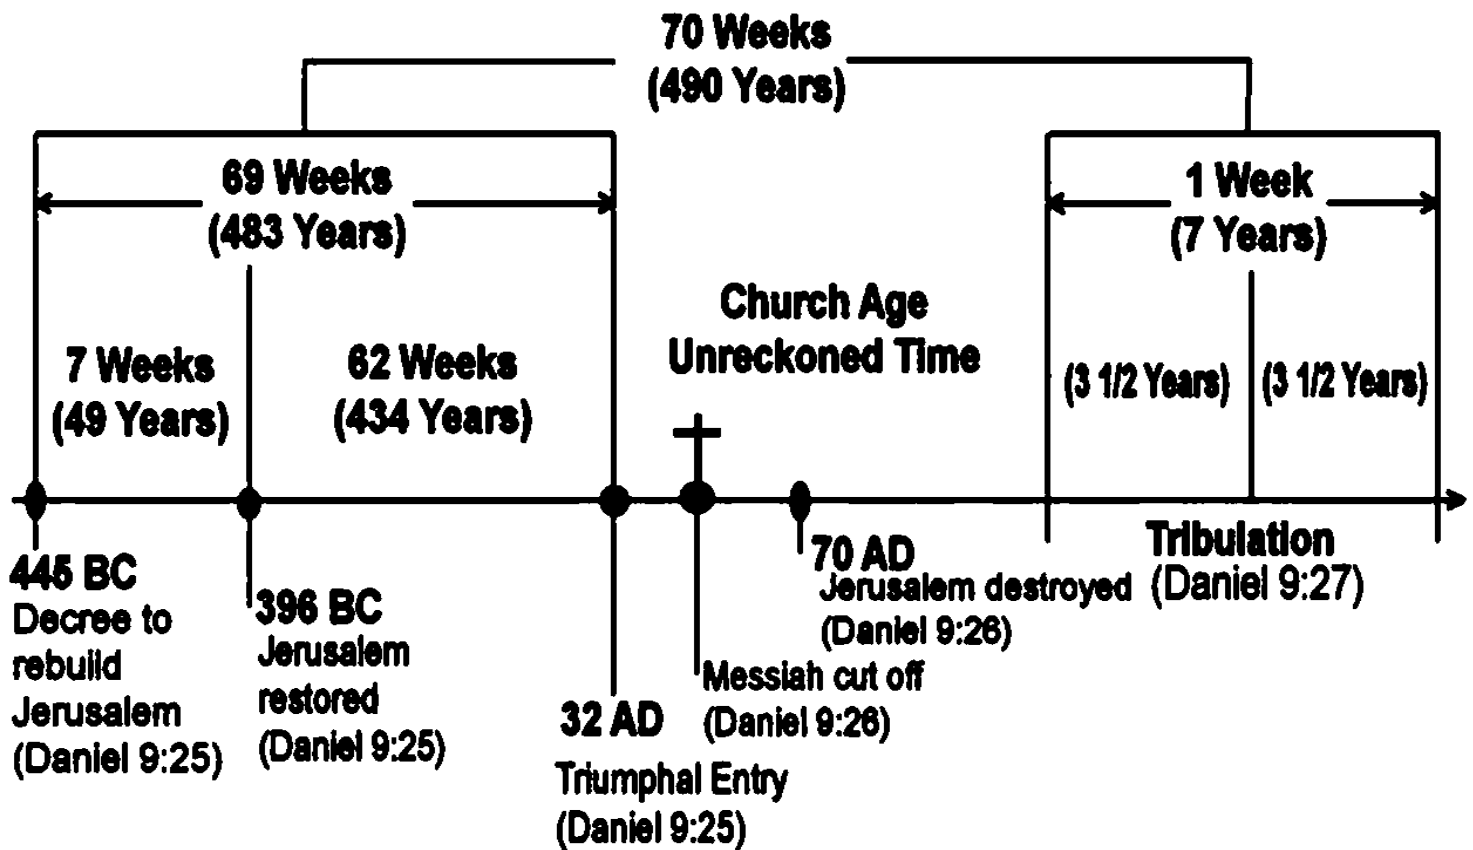 70 Weeks
(490 Years)
69 Weeks
(483 Years)
1 Week
(7 Years)
Church Age
Unreckoned Time
7 Weeks
(49 Years)
62 Weeks
(434 Years)
(3 1/2 Years)
(3 1/2 Years)
445 BC
Decree to
rebuild
Jerusalem
(Daniel 9:25)
396 BC
Jerusalem
restored
(Daniel 9:25)
32 AD
Triumphal Entry
(Daniel 9:25)
Messiah cut off
(Daniel 9:26)
70 AD
Jerusalem destroyed
(Daniel 9:26)
Tribulation
(Daniel 9:27)